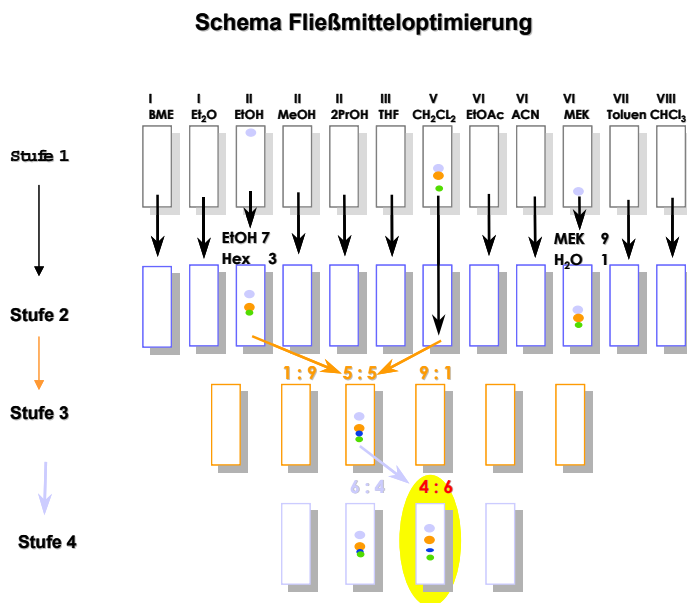 Schema Fließmitteloptimierung
I I II II II III V VI VI VI VII VIII
BME Et₂O EtOH MeOH 2PrOH THF CH₂CL₂ EtOAc ACN MEK Toluen CHCl₃
Stufe 1
EtOH 7 MEK 9
Hex 3 H₂O 1
Stufe 2
1 : 9 5 : 5 9 : 1
Stufe 3
6 : 4 4 : 6
Stufe 4